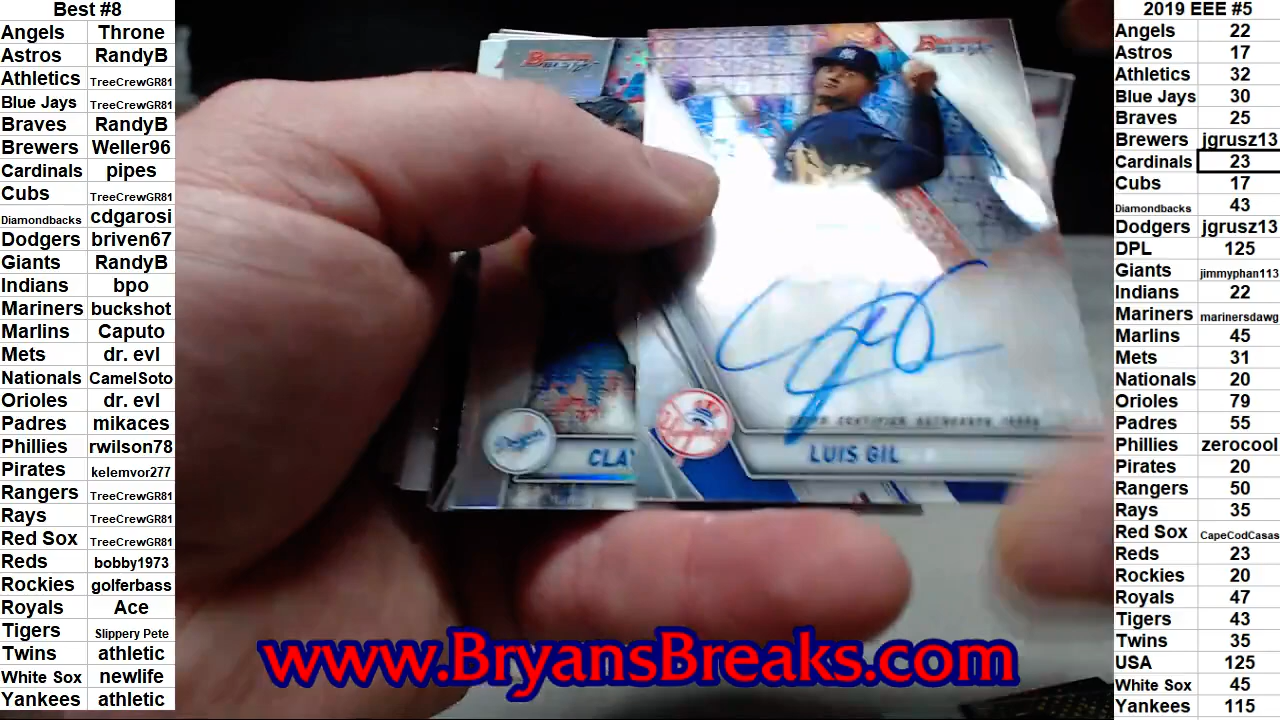 Best #8
Angels Throne
Astros RandyB
Athletics TreeCrewGR81
Blue Jays TreeCrewGR81
Braves RandyB
Brewers Weller96
Cardinals pipes
Cubs TreeCrewGR81
Diamondbacks cdgarosi
Dodgers briven67
Giants RandyB
Indians bpo
Mariners buckshot
Marlins Caputo
Mets dr. evl
Nationals CamelSoto
Orioles dr. evl
Padres mikaces
Phillies rwilson78
Pirates kelemvor277
Rangers TreeCrewGR81
Rays TreeCrewGR81
Red Sox TreeCrewGR81
Reds bobby1973
Rockies golferbass
Royals Ace
Tigers Slippery Pete
Twins athletic
White Sox newlife
Yankees athletic
Bowman
Bowman
Dodgers
CLA
TOPPS CERTIFIED AUTOGRAPH ISSUE
LUIS GIL
www.BryansBreaks.com
2019 EEE #5
Angels 22
Astros 17
Athletics 32
Blue Jays 30
Braves 25
Brewers jgrusz13
Cardinals 23
Cubs 17
Diamondbacks 43
Dodgers jgrusz13
DPL 125
Giants jimmyphan113
Indians 22
Mariners marinersdawg
Marlins 45
Mets 31
Nationals 20
Orioles 79
Padres 55
Phillies zerocool
Pirates 20
Rangers 50
Rays 35
Red Sox CapeCodCasas
Reds 23
Rockies 20
Royals 47
Tigers 43
Twins 35
USA 125
White Sox 45
Yankees 115